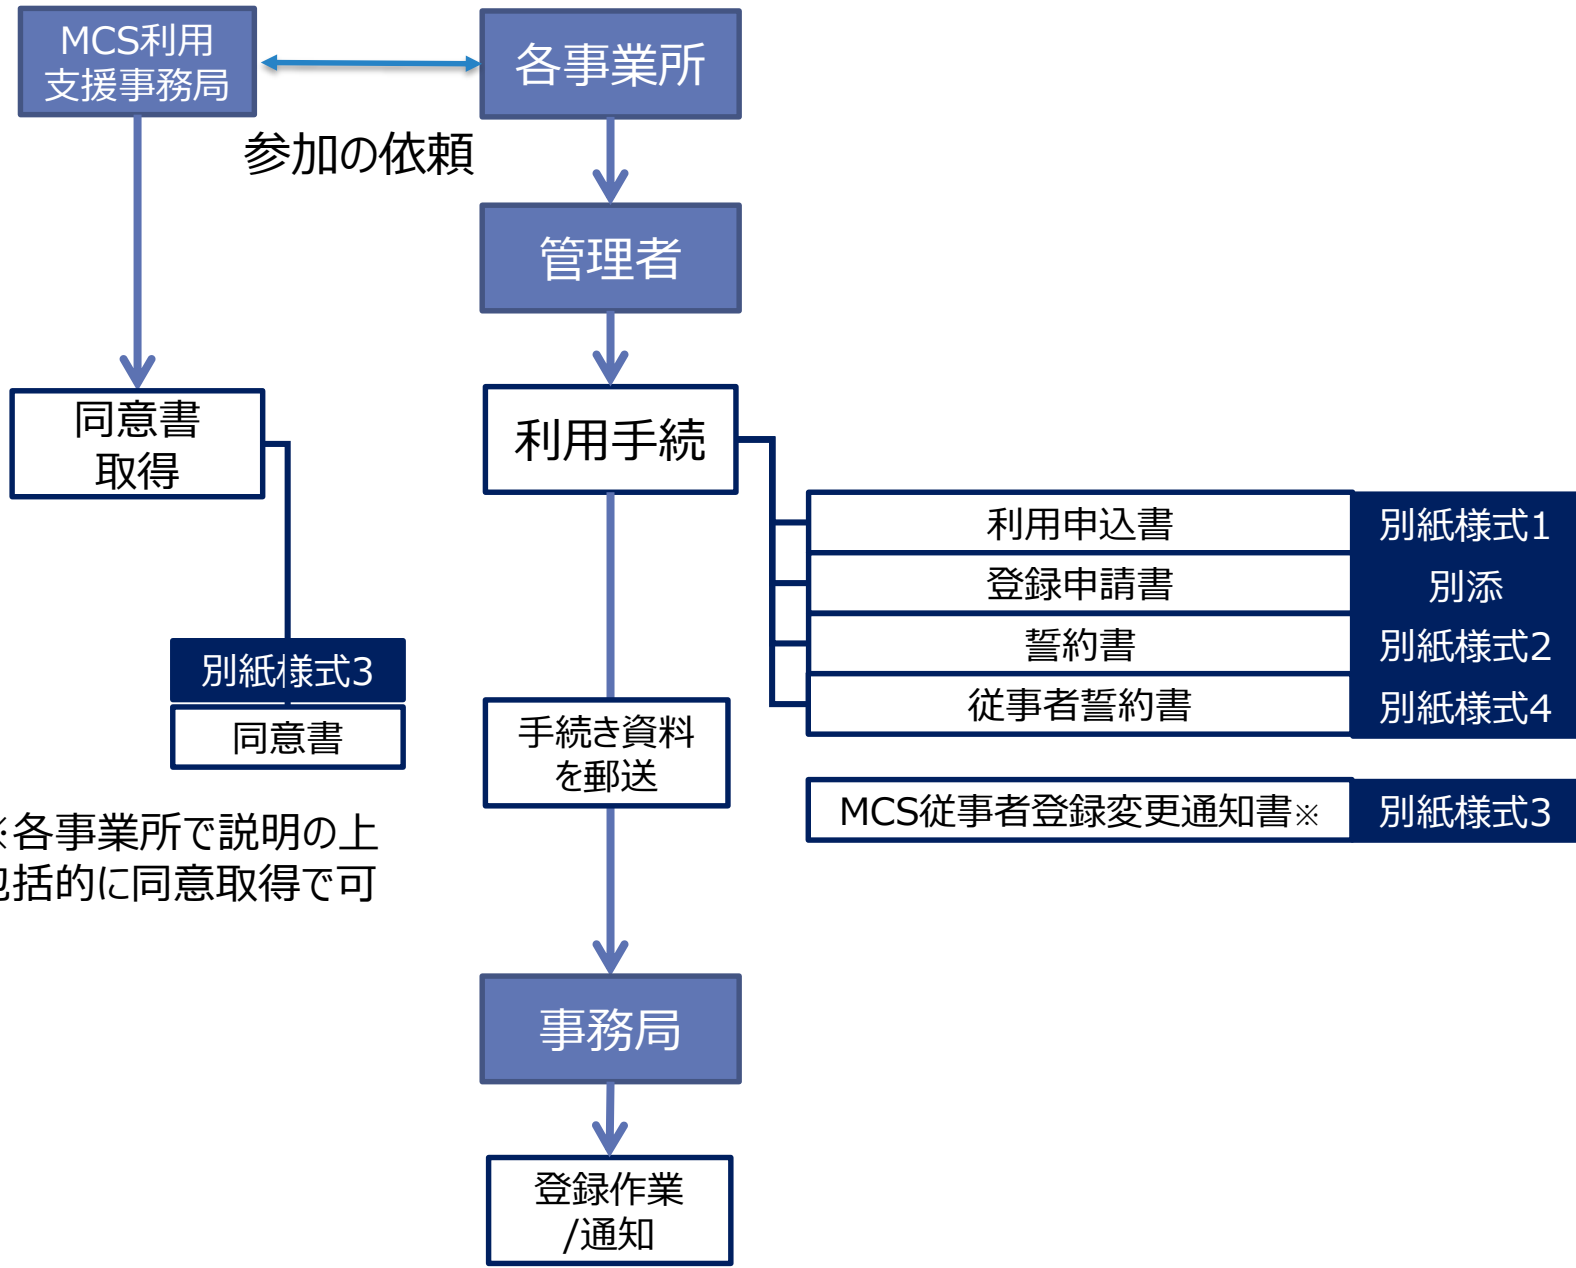 MCS利用
支援事務局
各事業所
参加の依頼
管理者
同意書
取得
利用手続
利用申込書 別紙様式1
登録申請書 別添
誓約書 別紙様式2
従事者誓約書 別紙様式4
別紙様式3
同意書
手続き資料
を郵送
MCS従事者登録変更通知書※ 別紙様式3
※各事業所で説明の上
包括的に同意取得で可
事務局
登録作業
/通知